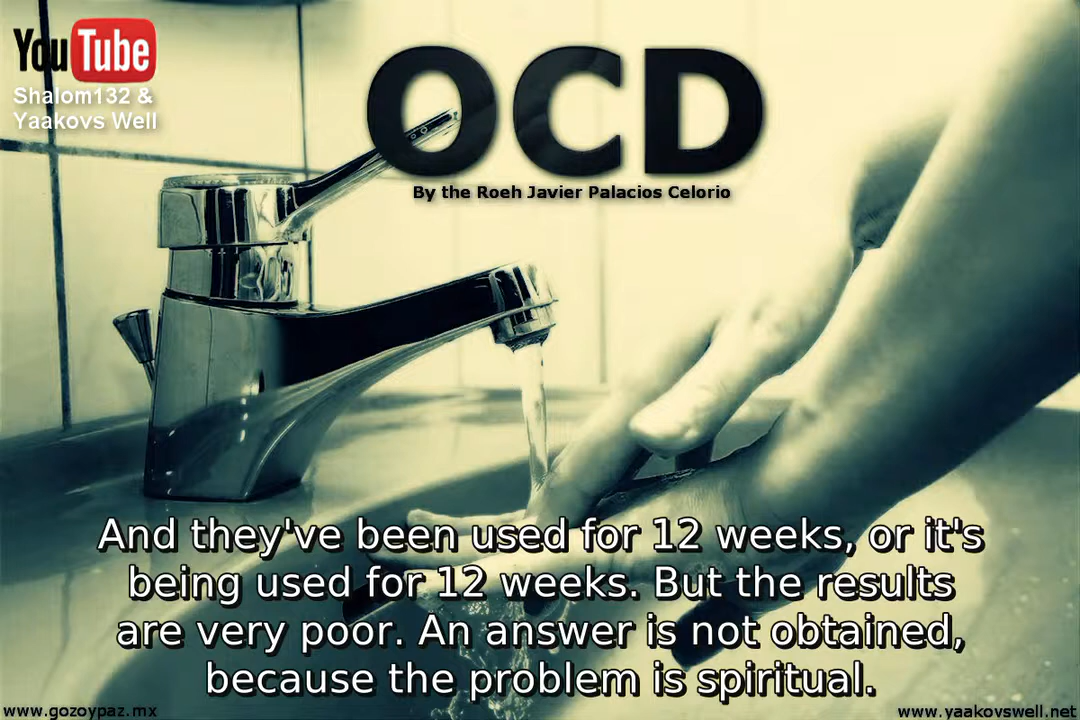 YouTube
Shalom132 &
Yaakovs Well
OCD
By the Roeh Javier Palacios Celorio
And they've been used for 12 weeks, or it's
being used for 12 weeks. But the results
are very poor. An answer is not obtained,
because the problem is spiritual.
www.gozoypaz.mx
www.yaakovswell.net